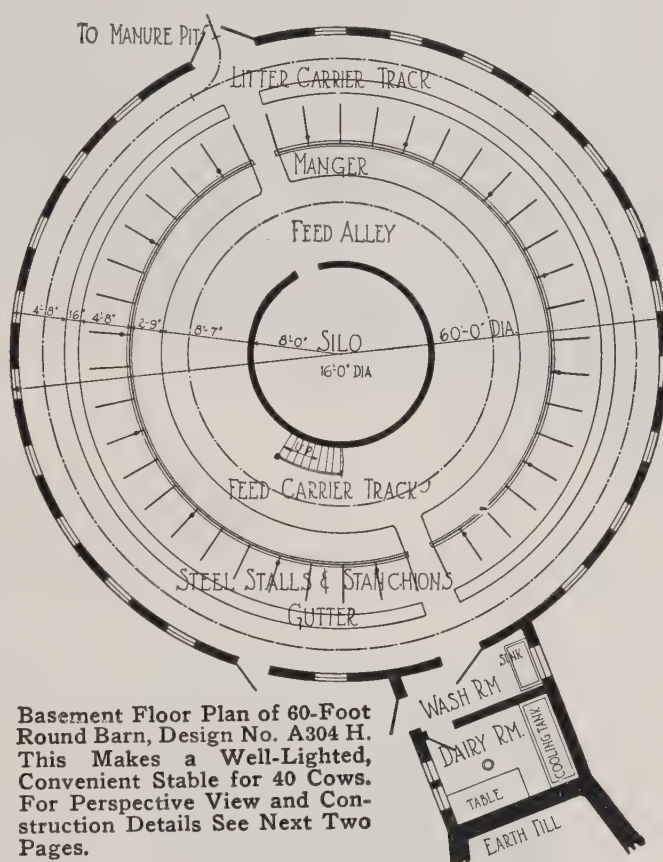 TO MANURE PIT
LITTER CARRIER TRACK
MANGER
FEED ALLEY
4'-8" 16" 4'-8" 2'-9" 8'-7" 8'-0" SILO 60'-0" DIA.
16'-0" DIA
UP
FEED CARRIER TRACK
STEEL STALLS & STANCHIONS
GUTTER
SINK
WASH RM
DAIRY RM.
COOLING TANK
TABLE
EARTH FILL
Basement Floor Plan of 60-Foot
Round Barn, Design No. A304 H.
This Makes a Well-Lighted,
Convenient Stable for 40 Cows.
For Perspective View and Con-
struction Details See Next Two
Pages.